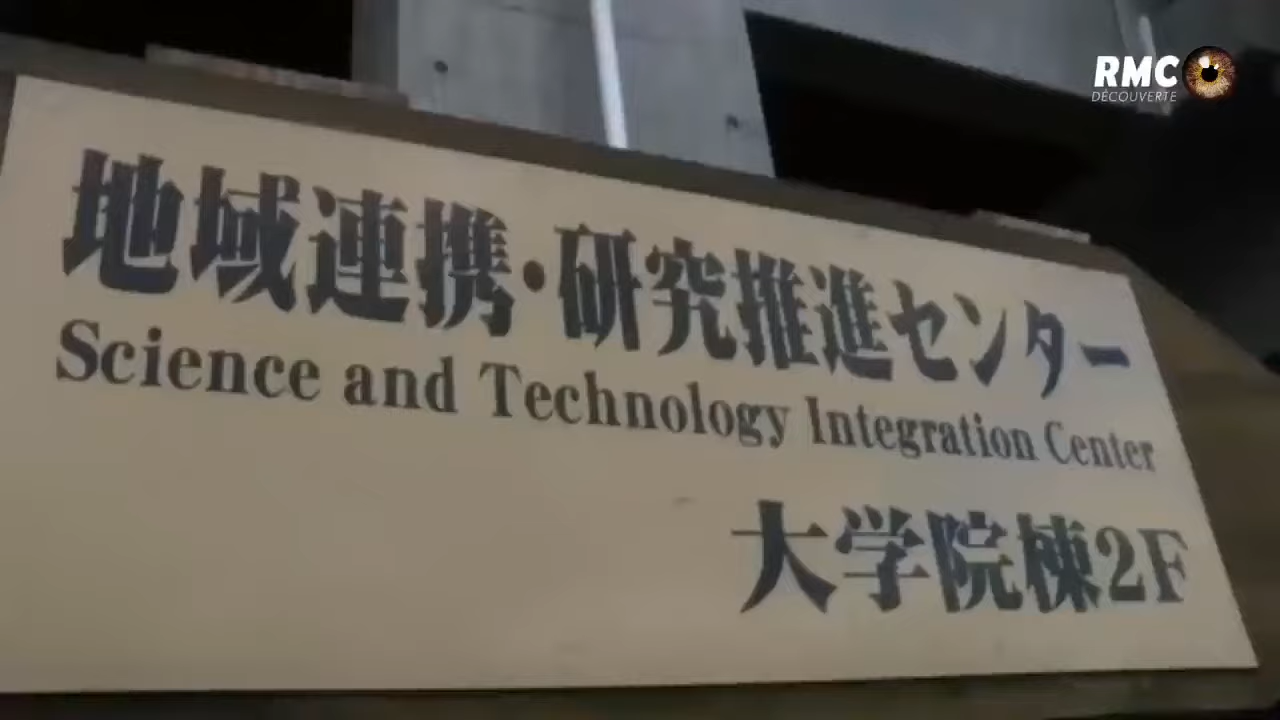 RMC
DÉCOUVERTE
地域連携・研究推進センター
Science and Technology Integration Center
大学院棟2F